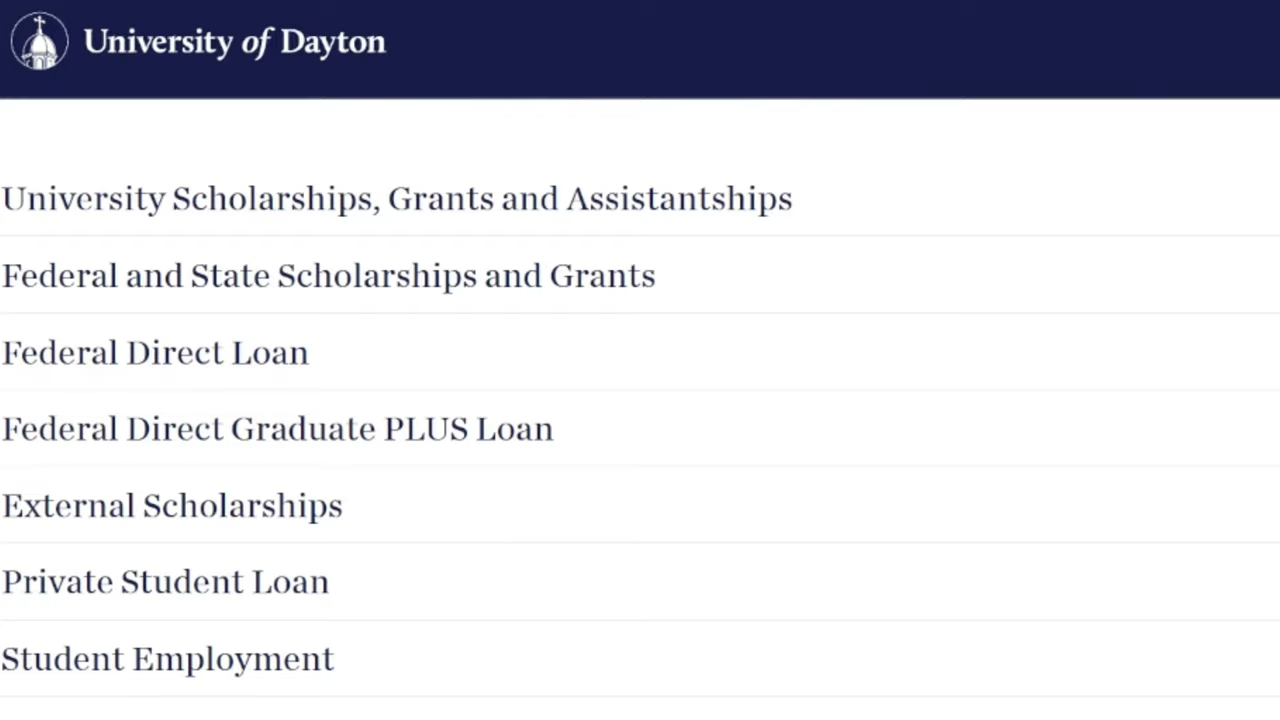 University of Dayton
University Scholarships, Grants and Assistantships
Federal and State Scholarships and Grants
Federal Direct Loan
Federal Direct Graduate PLUS Loan
External Scholarships
Private Student Loan
Student Employment